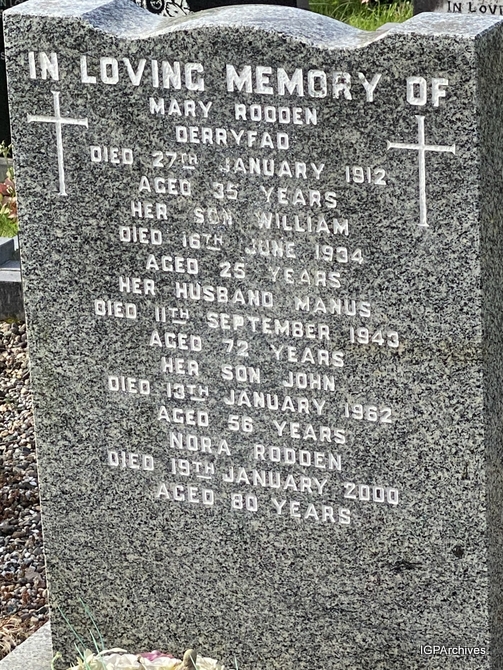 IN LOVI
IN LOVING MEMORY OF
MARY RODDEN
DERRYFAD
DIED 27TH JANUARY 1912
AGED 35 YEARS
HER SON WILLIAM
DIED 16TH JUNE 1934
AGED 25 YEARS
HER HUSBAND MANUS
DIED 11TH SEPTEMBER 1943
AGED 72 YEARS
HER SON JOHN
DIED 13TH JANUARY 1962
AGED 56 YEARS
NORA RODDEN
DIED 19TH JANUARY 2000
AGED 80 YEARS
IGPArchives